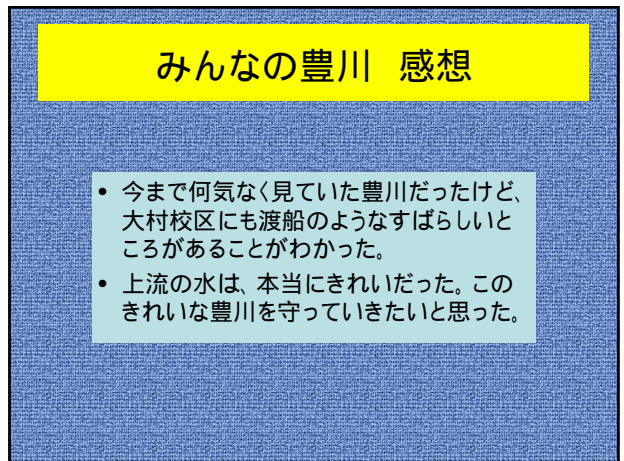 みんなの豊川　感想
• 今まで何気なく見ていた豊川だったけど、
大村校区にも渡船のようなすばらしいと
ころがあることがわかった。
• 上流の水は、本当にきれいだった。この
きれいな豊川を守っていきたいと思った。